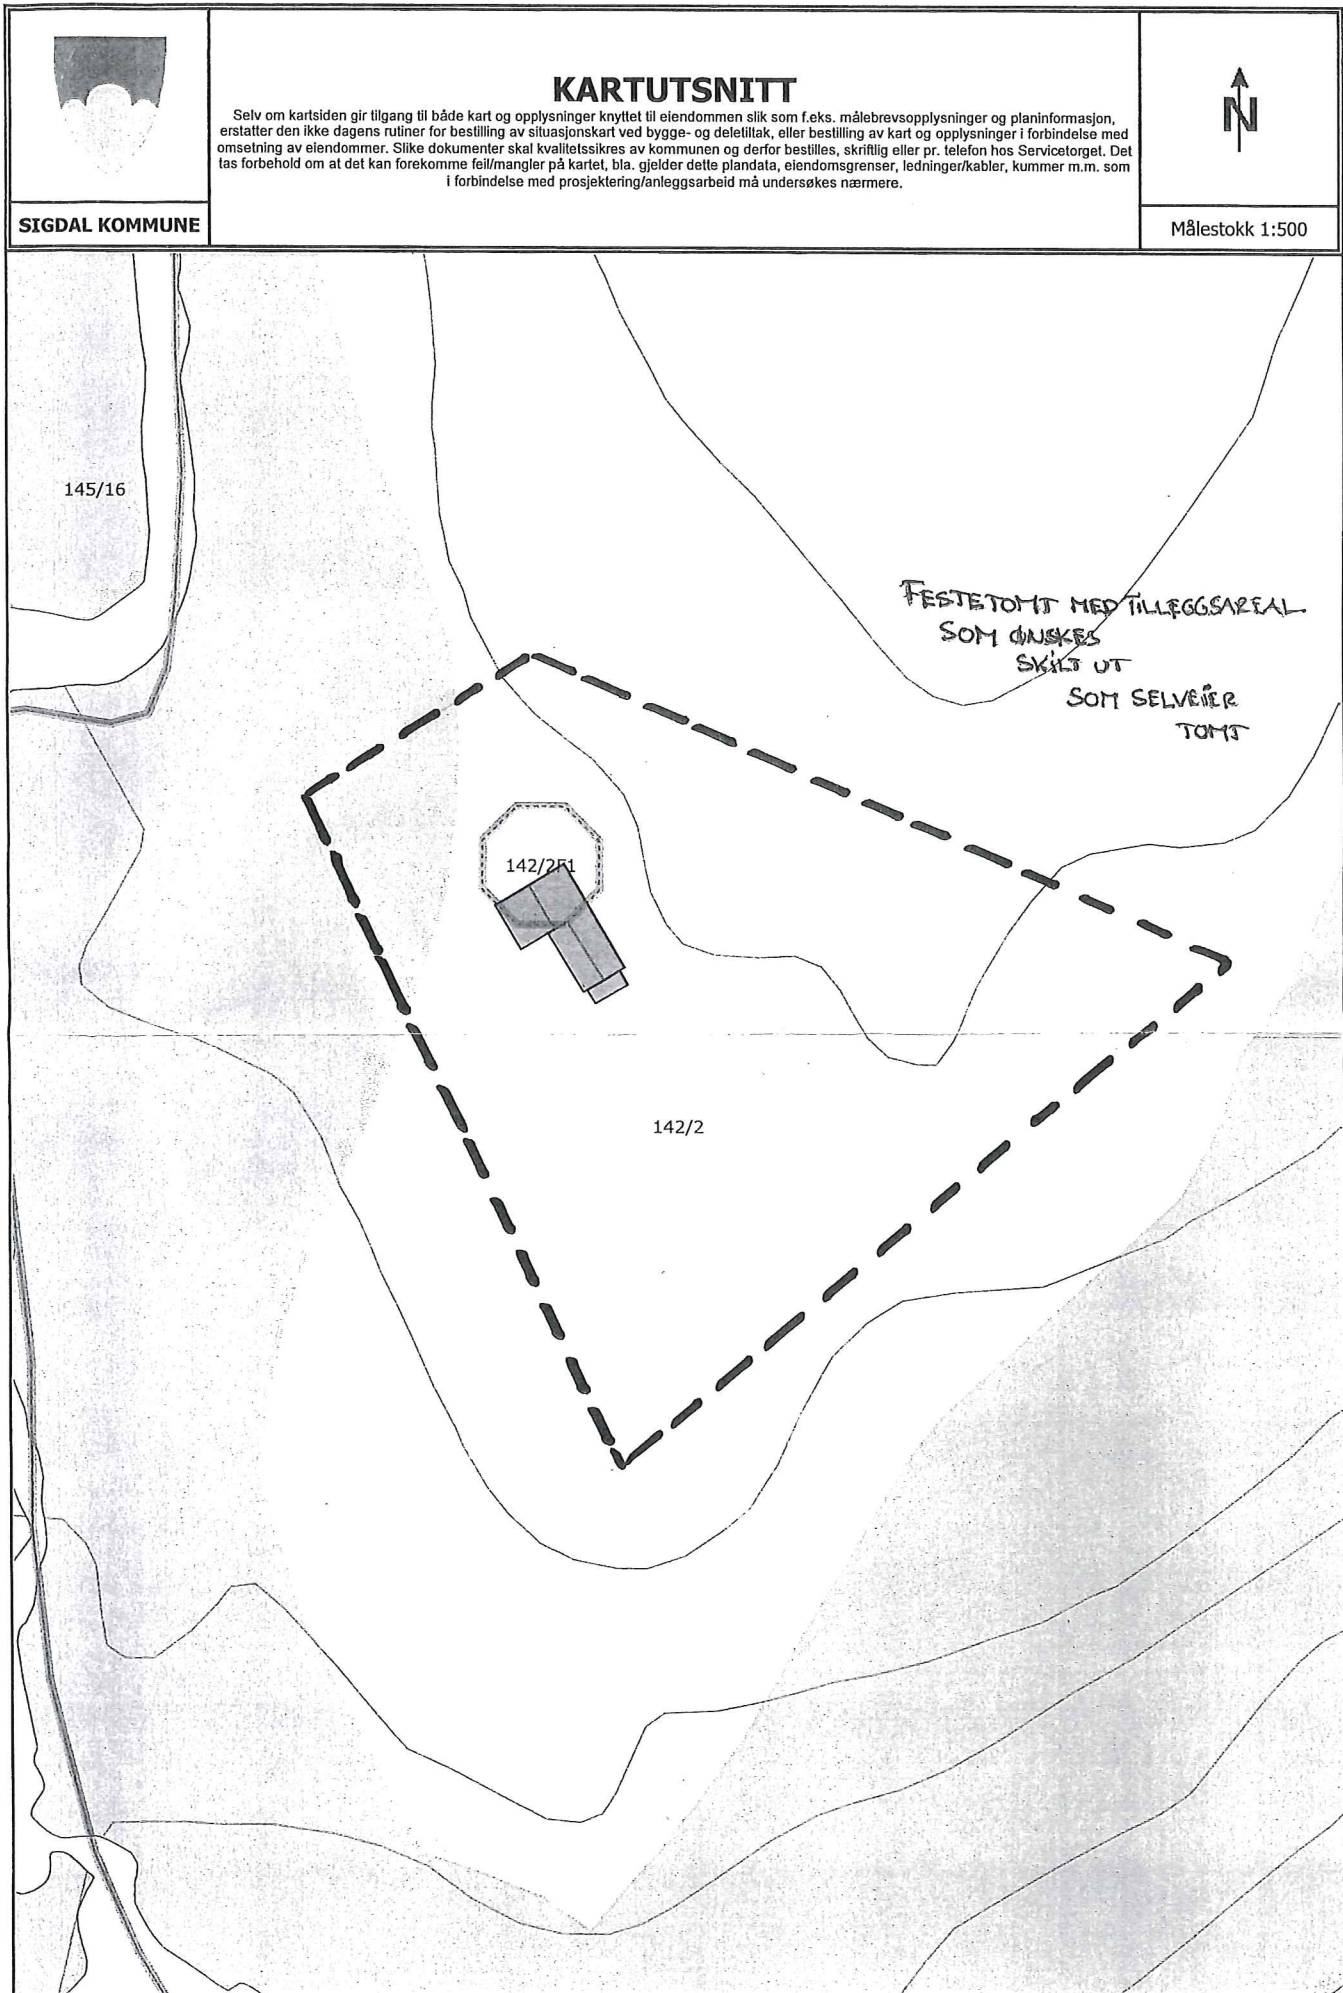 KARTUTSNITT
Selv om kartsiden gir tilgang til både kart og opplysninger knyttet til eiendommen slik som f.eks. målebrevsopplysninger og planinformasjon,
erstatter den ikke dagens rutiner for bestilling av situasjonskart ved bygge- og deletiltak, eller bestilling av kart og opplysninger i forbindelse med
omsetning av eiendommer. Slike dokumenter skal kvalitetssikres av kommunen og derfor bestilles, skriftlig eller pr. telefon hos Servicetorget. Det
tas forbehold om at det kan forekomme feil/mangler på kartet, bla. gjelder dette plandata, eiendomsgrenser, ledninger/kabler, kummer m.m. som
i forbindelse med prosjektering/anleggsarbeid må undersøkes nærmere.
N
SIGDAL KOMMUNE
Målestokk 1:500
145/16
FESTETOMT MED TILLEGGSAREAL
SOM ØNSKES
SKILT UT
SOM SELVEIER
TOMT
142/2F1
142/2